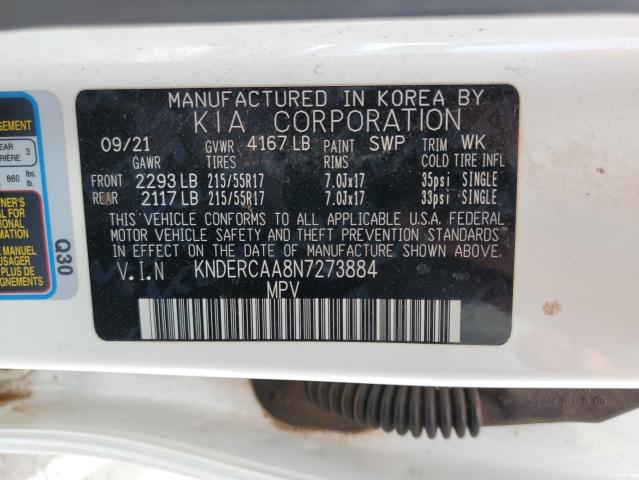 MANUFACTURED IN KOREA BY
KIA CORPORATION
09/21 GVWR 4167 LB PAINT SWP TRIM WK
GAWR TIRES RIMS COLD TIRE INFL
FRONT 2293 LB 215/55R17 7.0Jx17 35psi SINGLE
REAR 2117 LB 215/55R17 7.0Jx17 33psi SINGLE
THIS VEHICLE CONFORMS TO ALL APPLICABLE U.S.A. FEDERAL
MOTOR VEHICLE SAFETY AND THEFT PREVENTION STANDARDS
IN EFFECT ON THE DATE OF MANUFACTURE SHOWN ABOVE.
V.I.N KNDERCAA8N7273884
MPV
3
860 lbs.
Q30